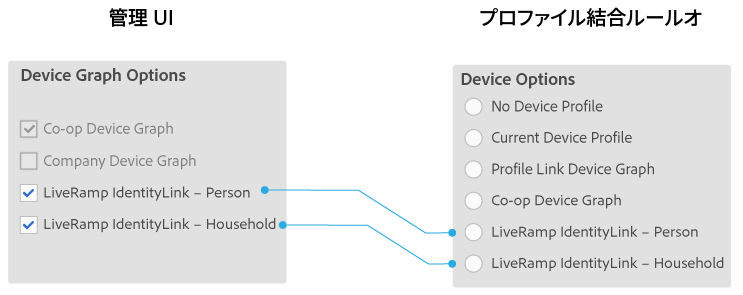 管理 UI
Device Graph Options
Co-op Device Graph
Company Device Graph
LiveRamp IdentityLink – Person
LiveRamp IdentityLink – Household
プロファイル結合ルールオ
Device Options
No Device Profile
Current Device Profile
Profile Link Device Graph
Co-op Device Graph
LiveRamp IdentityLink – Person
LiveRamp IdentityLink – Household